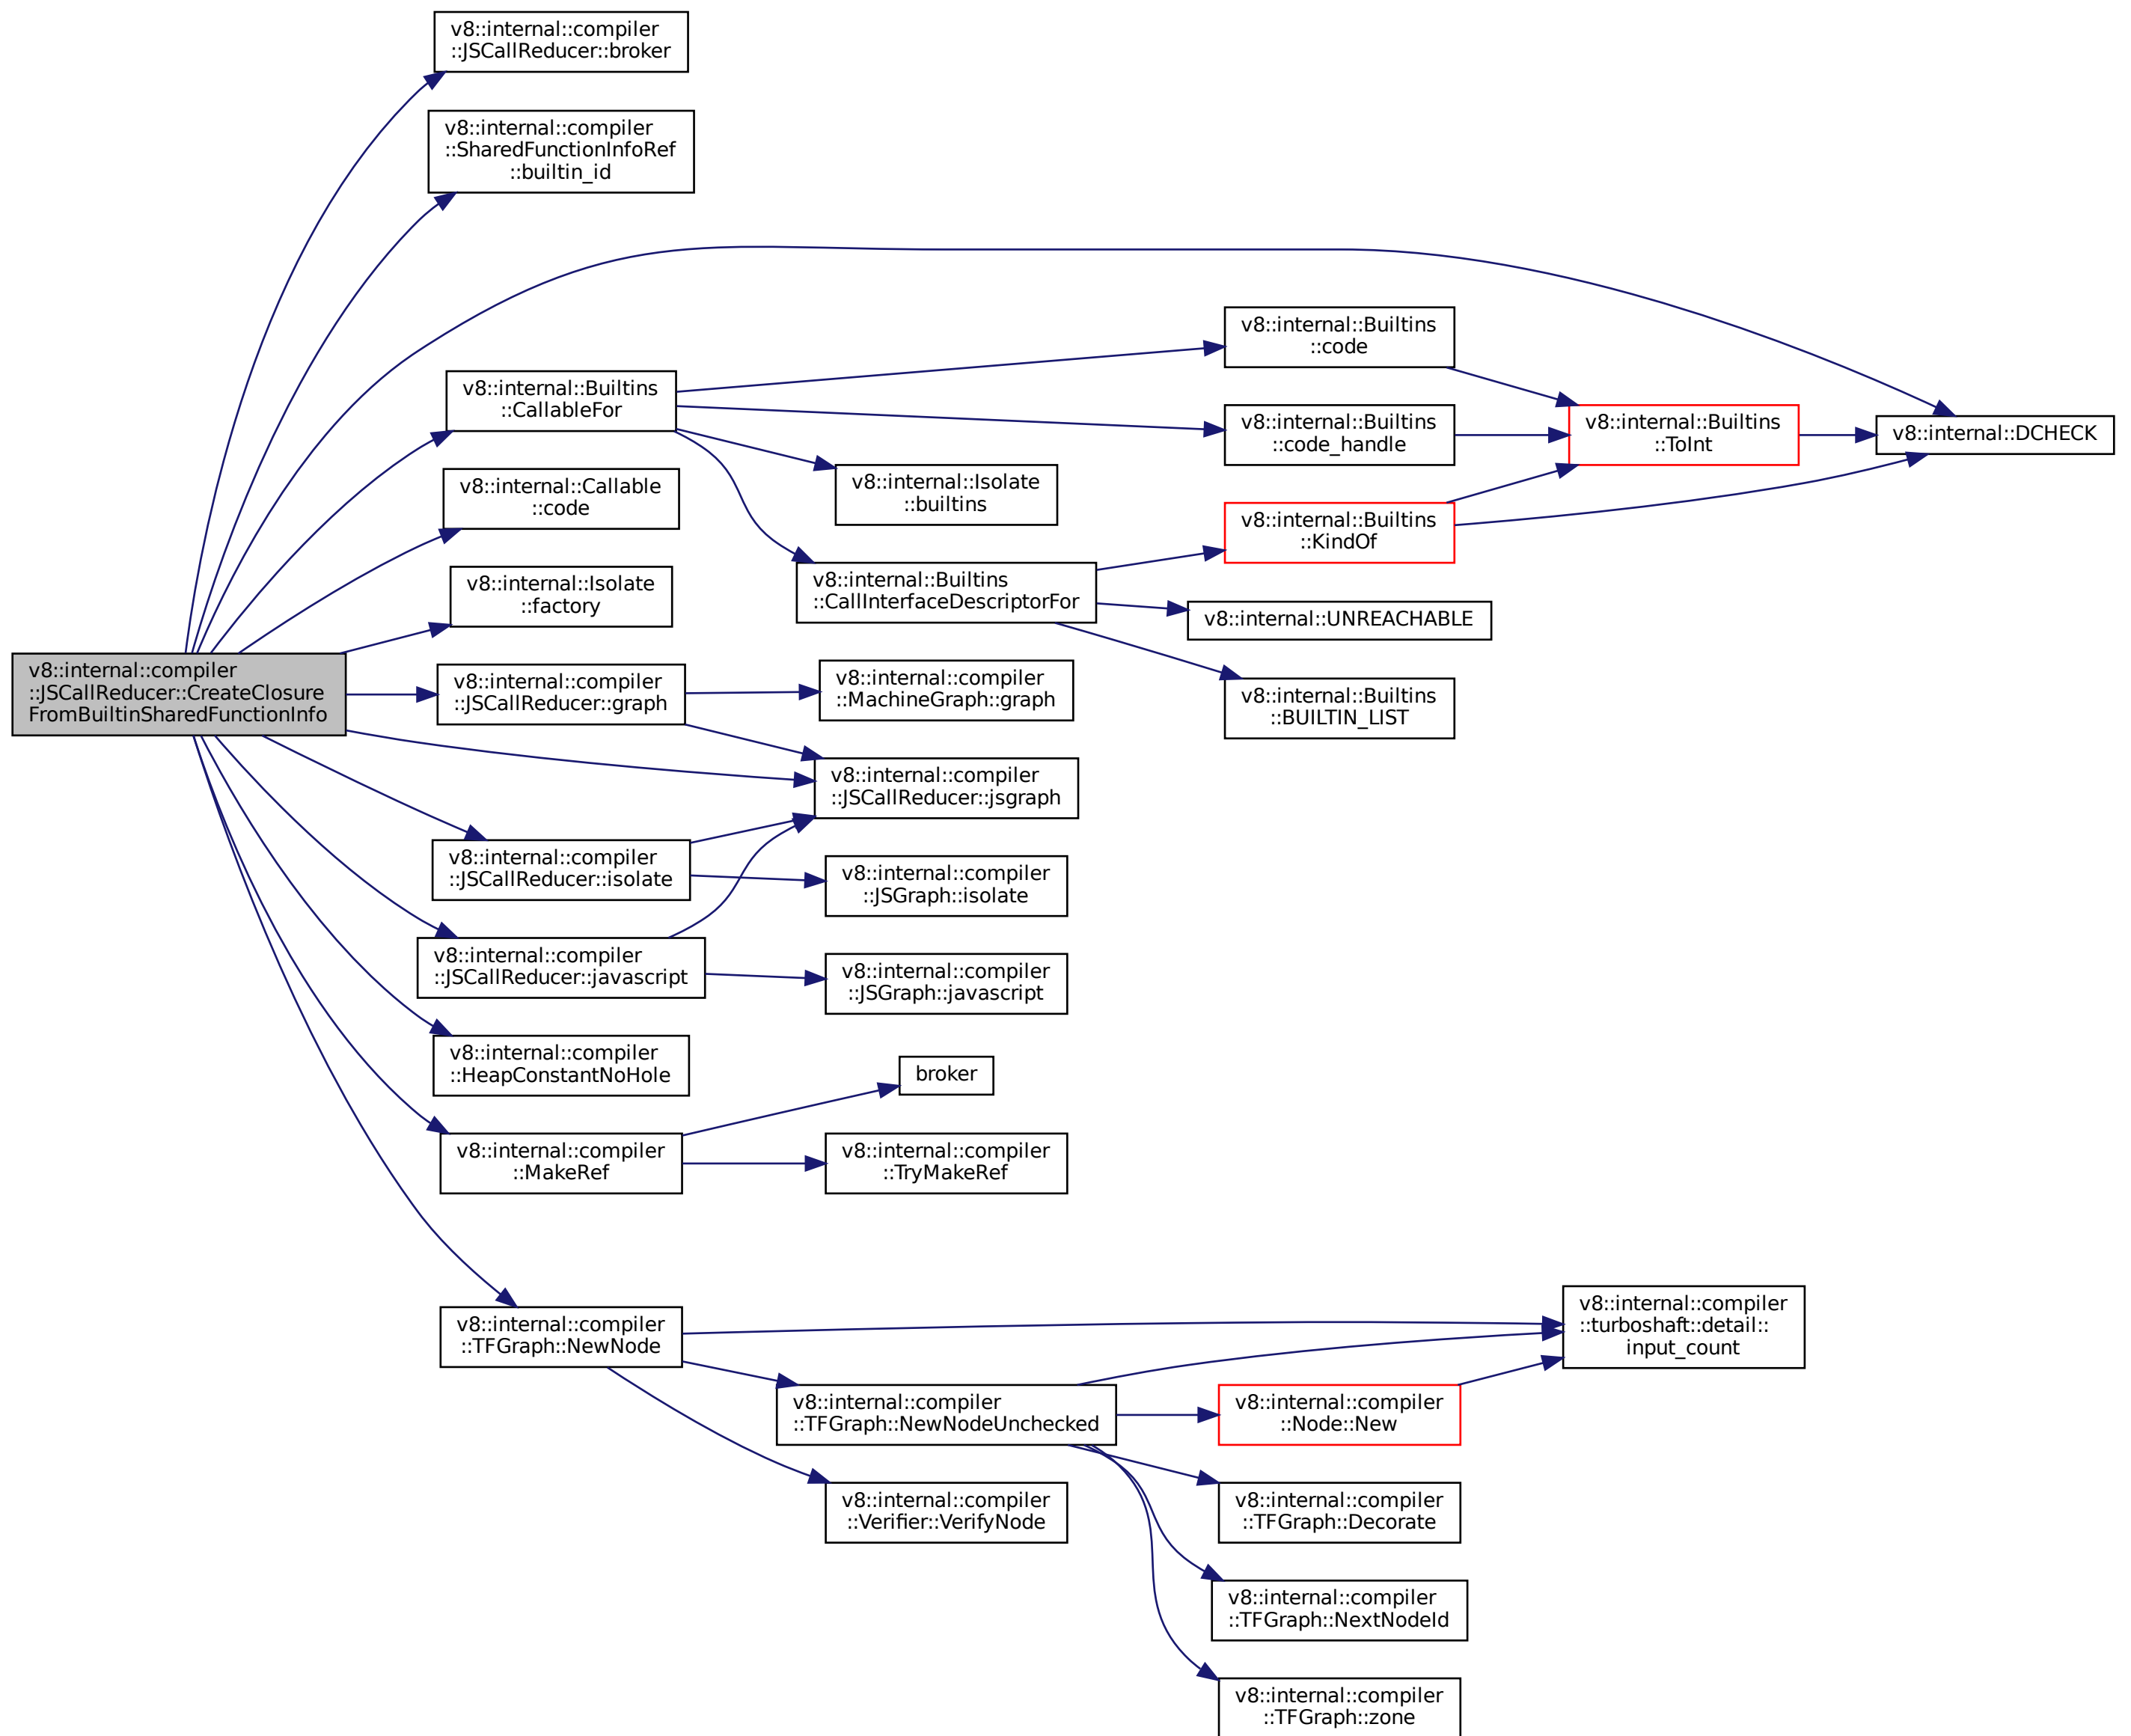 v8::internal::compiler
::JSCallReducer::broker
v8::internal::compiler
::SharedFunctionInfoRef
::builtin_id
v8::internal::Builtins
::code
v8::internal::Builtins
::CallableFor
v8::internal::Builtins
::code_handle
v8::internal::Builtins
::ToInt
v8::internal::DCHECK
v8::internal::Callable
::code
v8::internal::Isolate
::builtins
v8::internal::Builtins
::KindOf
v8::internal::Isolate
::factory
v8::internal::Builtins
::CallInterfaceDescriptorFor
v8::internal::UNREACHABLE
v8::internal::compiler
::JSCallReducer::CreateClosure
FromBuiltinSharedFunctionInfo
v8::internal::compiler
::JSCallReducer::graph
v8::internal::compiler
::MachineGraph::graph
v8::internal::Builtins
::BUILTIN_LIST
v8::internal::compiler
::JSCallReducer::jsgraph
v8::internal::compiler
::JSCallReducer::isolate
v8::internal::compiler
::JSGraph::isolate
v8::internal::compiler
::JSCallReducer::javascript
v8::internal::compiler
::JSGraph::javascript
v8::internal::compiler
::HeapConstantNoHole
broker
v8::internal::compiler
::MakeRef
v8::internal::compiler
::TryMakeRef
v8::internal::compiler
::TFGraph::NewNode
v8::internal::compiler
::turboshaft::detail::
input_count
v8::internal::compiler
::TFGraph::NewNodeUnchecked
v8::internal::compiler
::Node::New
v8::internal::compiler
::Verifier::VerifyNode
v8::internal::compiler
::TFGraph::Decorate
v8::internal::compiler
::TFGraph::NextNodeId
v8::internal::compiler
::TFGraph::zone